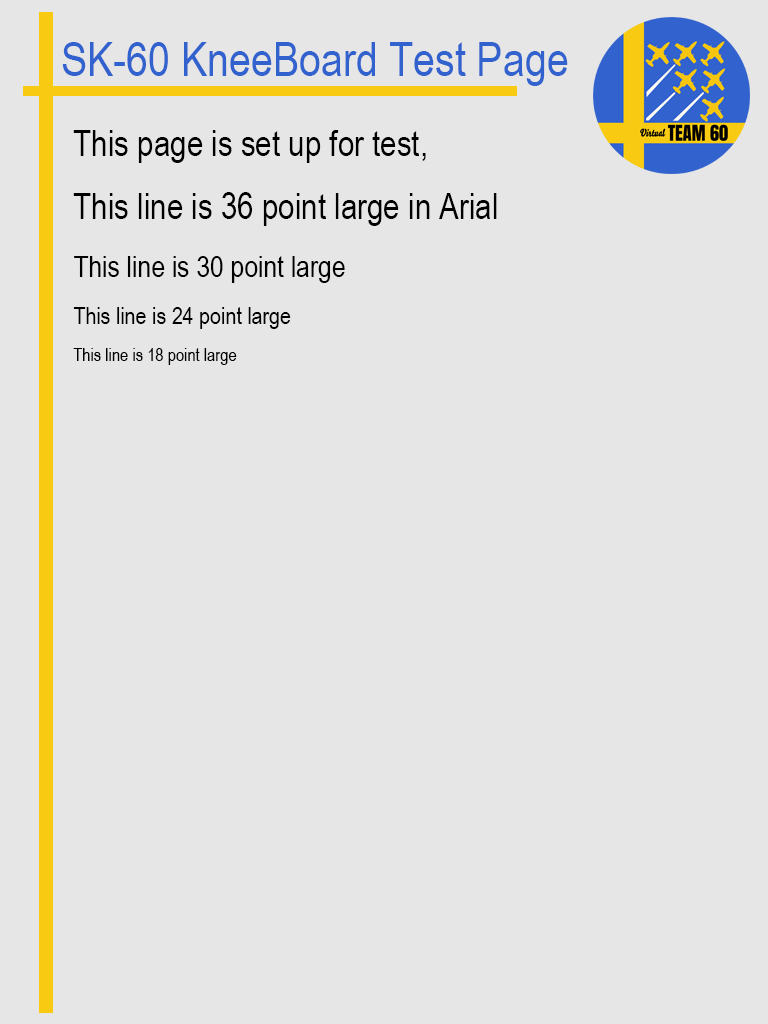 SK-60 KneeBoard Test Page
Virtual TEAM 60
This page is set up for test,
This line is 36 point large in Arial
This line is 30 point large
This line is 24 point large
This line is 18 point large